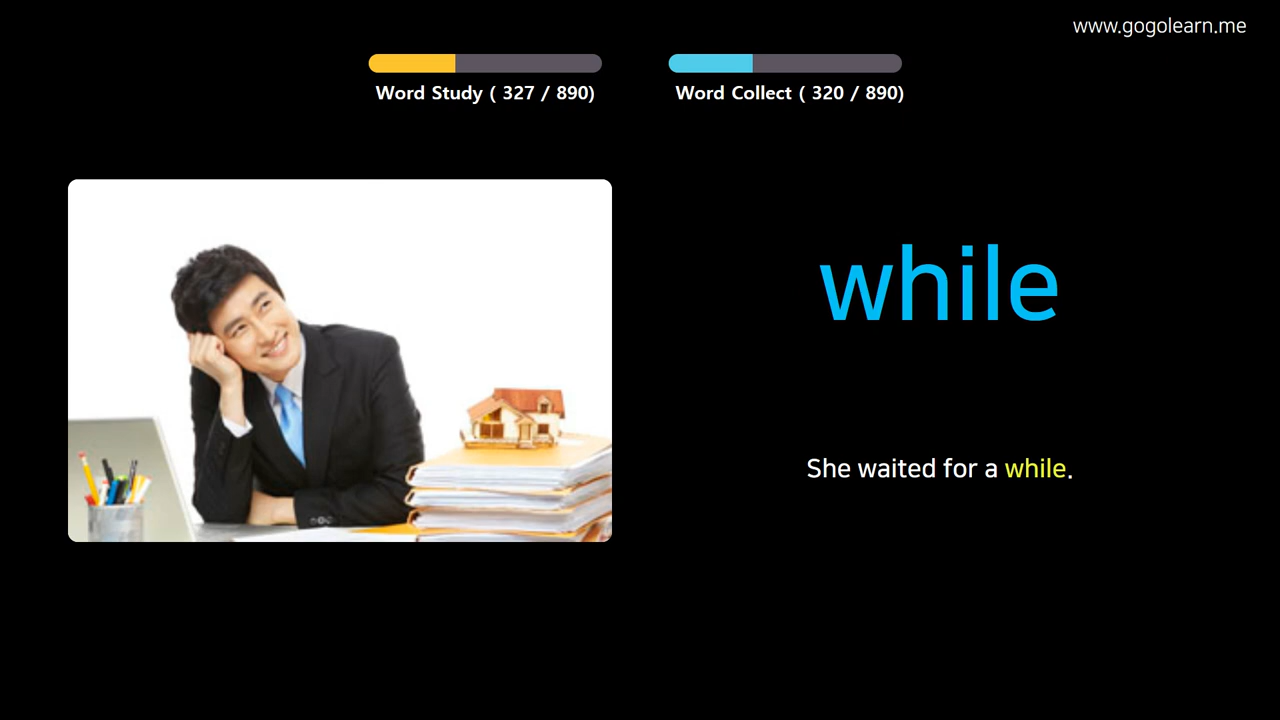 www.gogolearn.me
Word Study ( 327 / 890)
Word Collect ( 320 / 890)
while
She waited for a while.